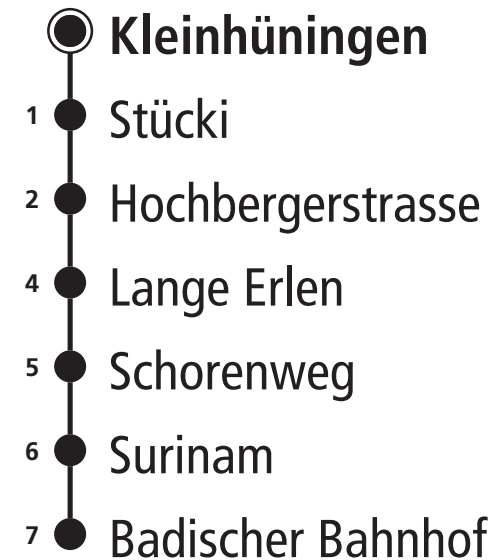 Kleinhüningen
1 Stücki
2 Hochbergerstrasse
4 Lange Erlen
5 Schorenweg
6 Surinam
7 Badischer Bahnhof